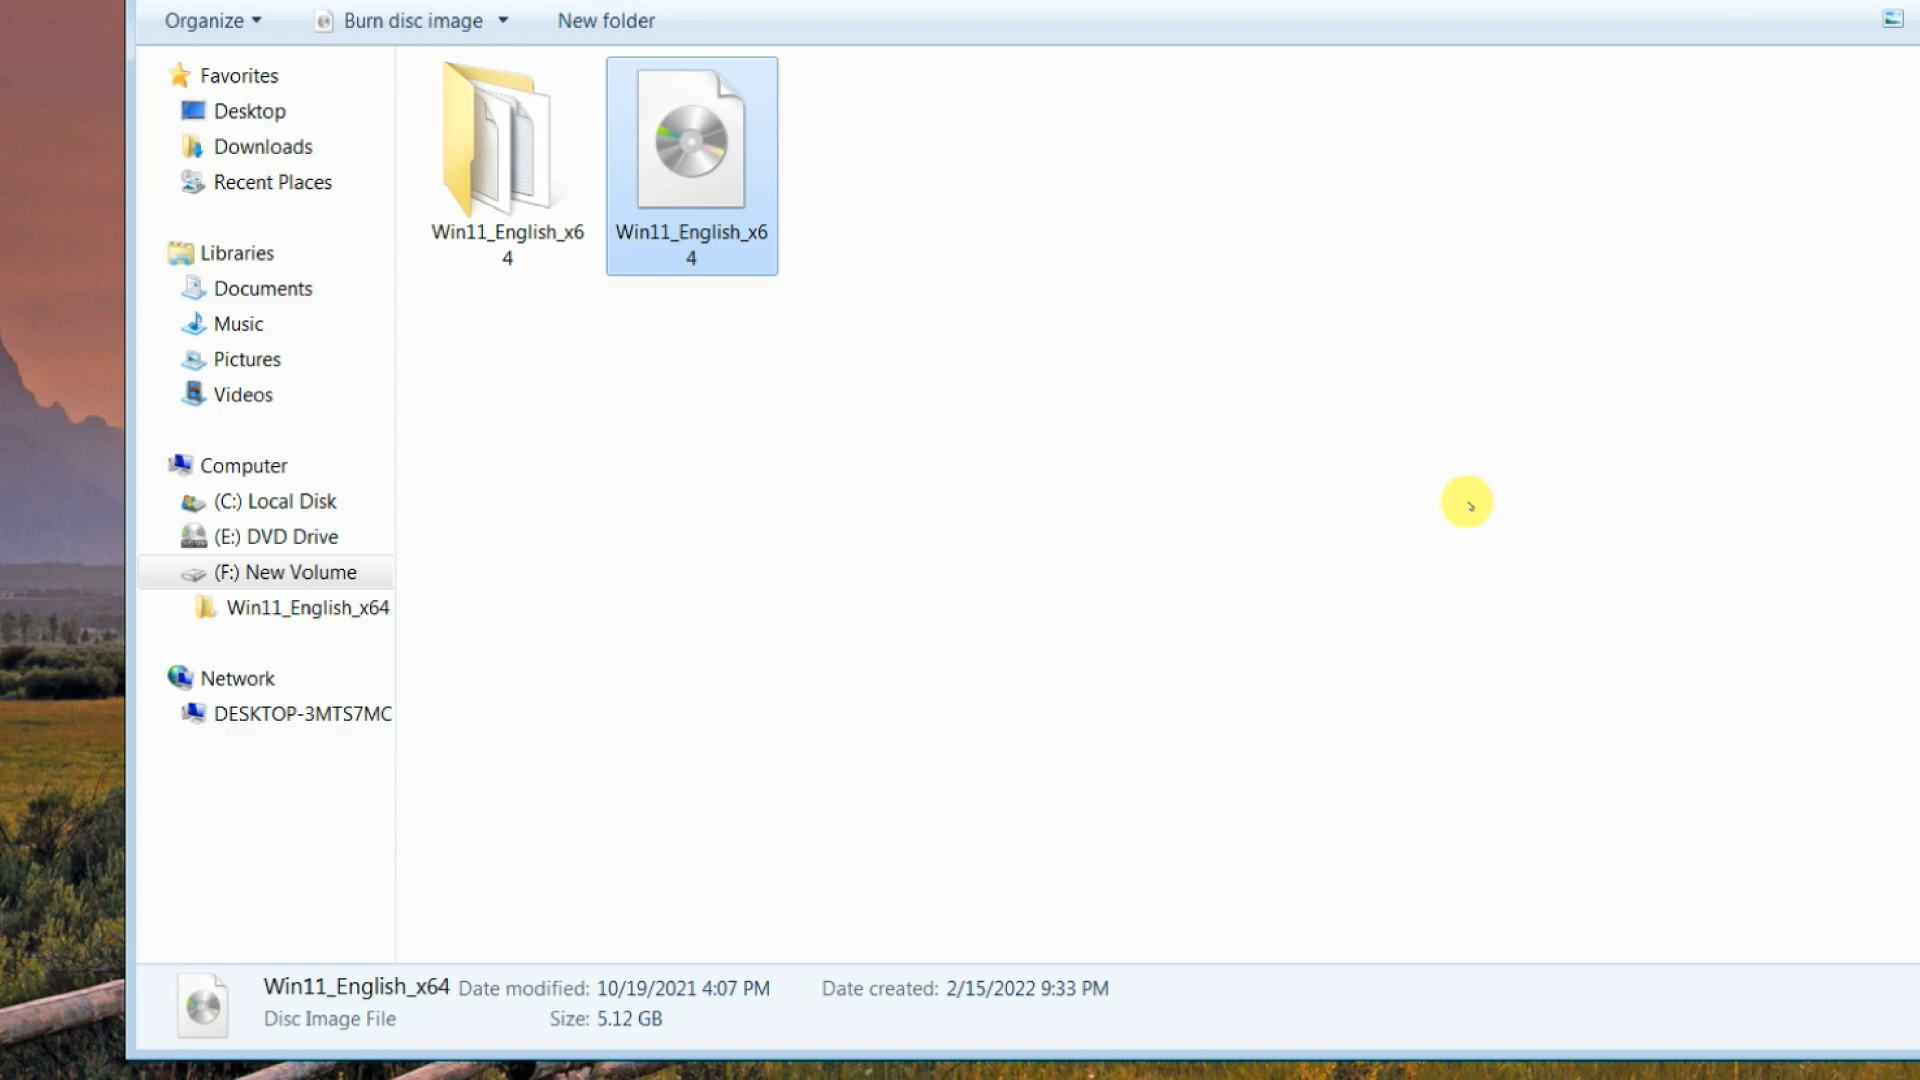 Organize
Burn disc image
New folder
Favorites
Desktop
Downloads
Recent Places
Libraries
Documents
Music
Pictures
Videos
Computer
(C:) Local Disk
(E:) DVD Drive
(F:) New Volume
Win11_English_x64
Network
DESKTOP-3MTS7MC
Win11_English_x6
4
Win11_English_x6
4
Win11_English_x64 Date modified: 10/19/2021 4:07 PM Date created: 2/15/2022 9:33 PM
Disc Image File Size: 5.12 GB